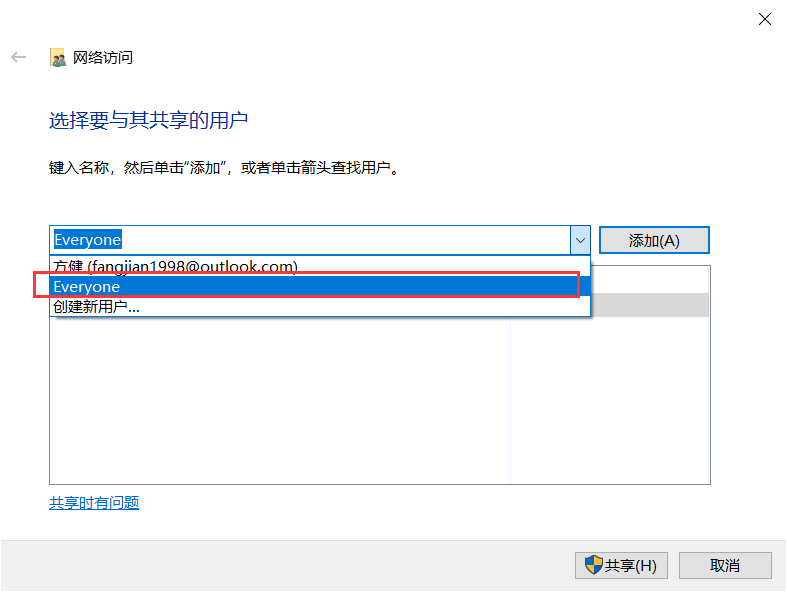 网络访问
选择要与其共享的用户
键入名称，然后单击“添加”，或者单击箭头查找用户。
Everyone
添加(A)
方健 (fangjian1998@outlook.com)
Everyone
创建新用户...
共享时有问题
共享(H)
取消